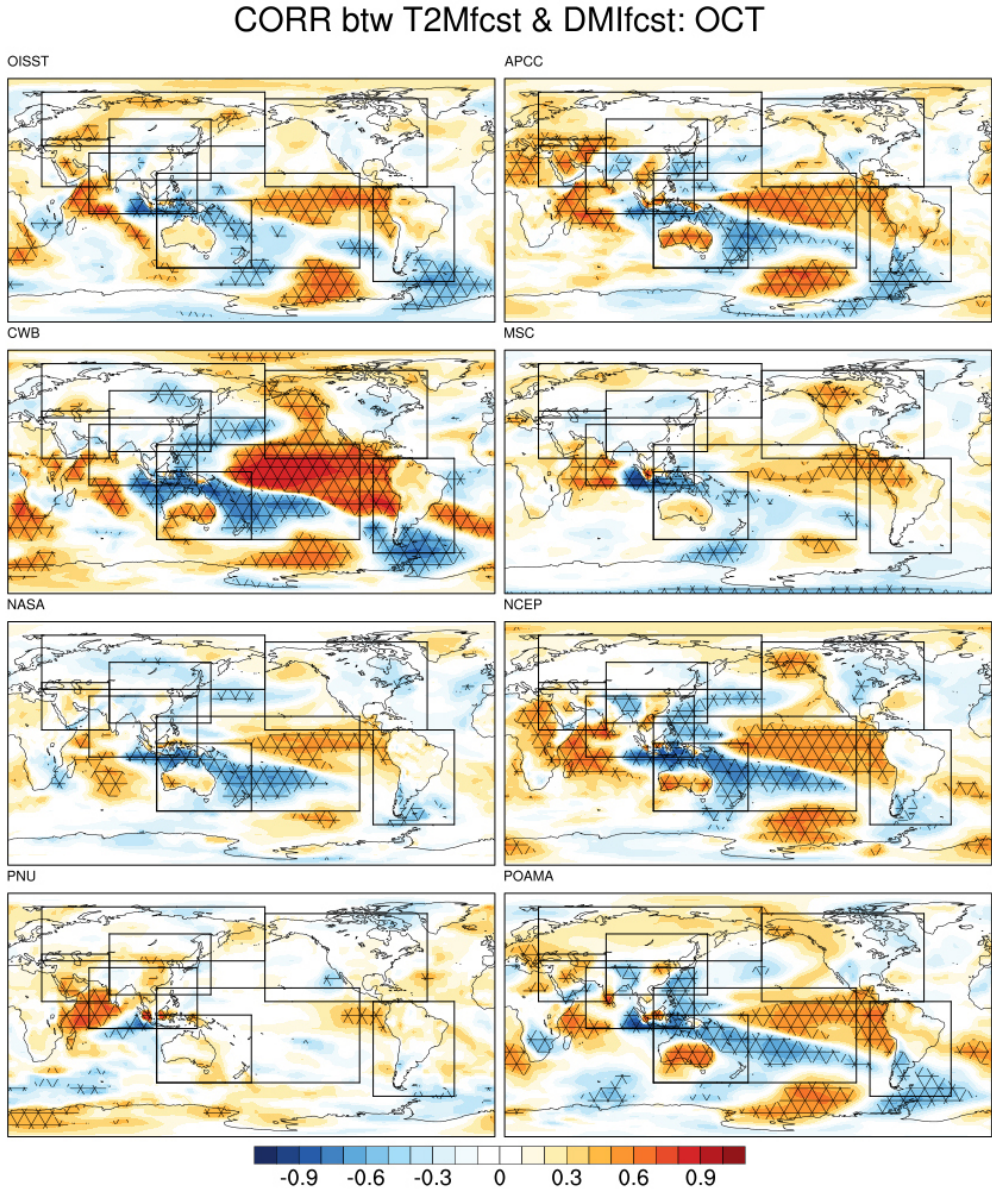 CORR btw T2Mfcst & DMIfcst: OCT
OISST
APCC
CWB
MSC
NASA
NCEP
PNU
POAMA
-0.9 -0.6 -0.3 0 0.3 0.6 0.9